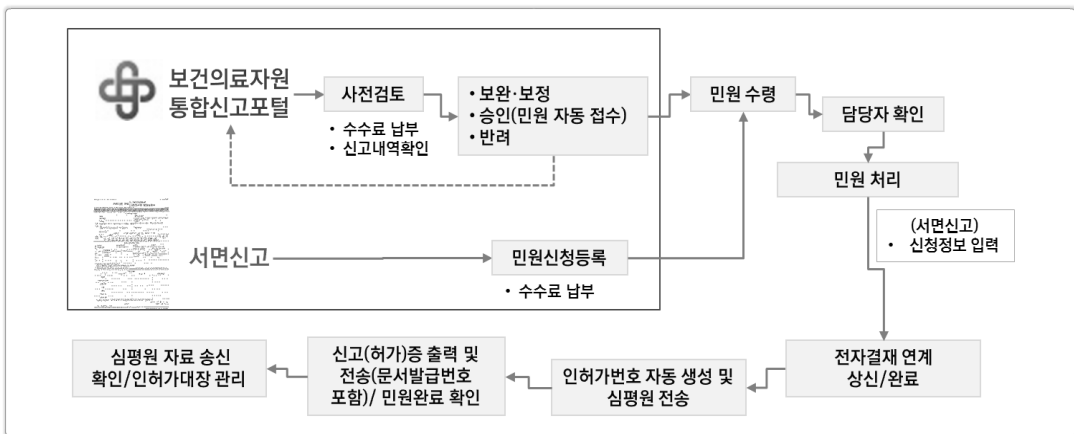 보건의료자원
통합신고포털
사전검토
• 수수료 납부
• 신고내역확인
• 보완·보정
• 승인(민원 자동 접수)
• 반려
민원 수령
담당자 확인
민원 처리
(서면신고)
• 신청정보 입력
서면신고
민원신청등록
• 수수료 납부
전자결재 연계
상신/완료
인허가번호 자동 생성 및
심평원 전송
신고(허가)증 출력 및
전송(문서발급번호
포함)/ 민원완료 확인
심평원 자료 송신
확인/인허가대장 관리